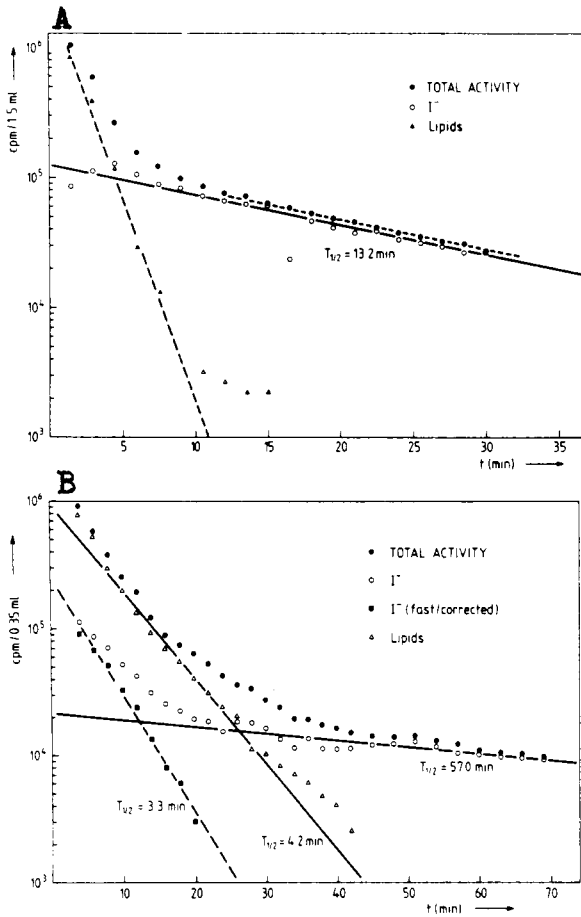 A
cpm / 1.5 ml
10⁶
10⁵
10⁴
10³
● TOTAL ACTIVITY
○ I⁻
▲ Lipids
T₁/₂ = 13.2 min
5 10 15 20 25 30 35
t (min)
B
cpm / 0.35 ml
10⁶
10⁵
10⁴
10³
● TOTAL ACTIVITY
○ I⁻
■ I⁻ (fast/corrected)
△ Lipids
T₁/₂ = 57.0 min
T₁/₂ = 3.3 min
T₁/₂ = 4.2 min
0 10 20 30 40 50 60 70
t (min)